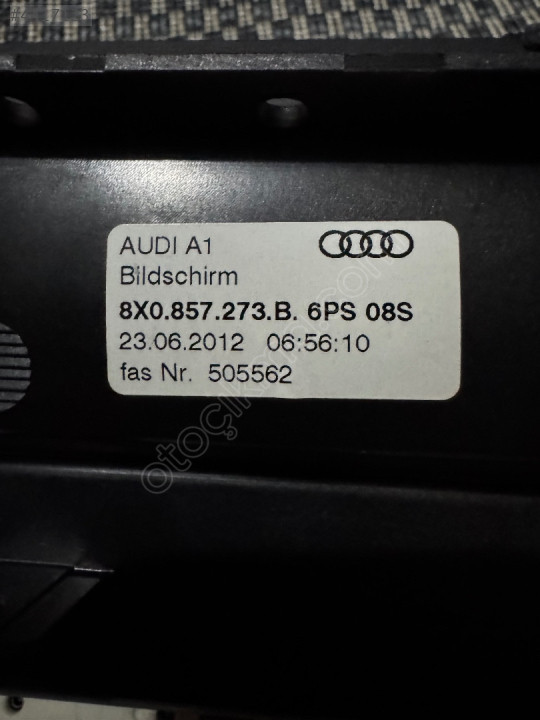 AUDI A1
Bildschirm
8X0.857.273.B. 6PS 08S
23.06.2012 06:56:10
fas Nr. 505562